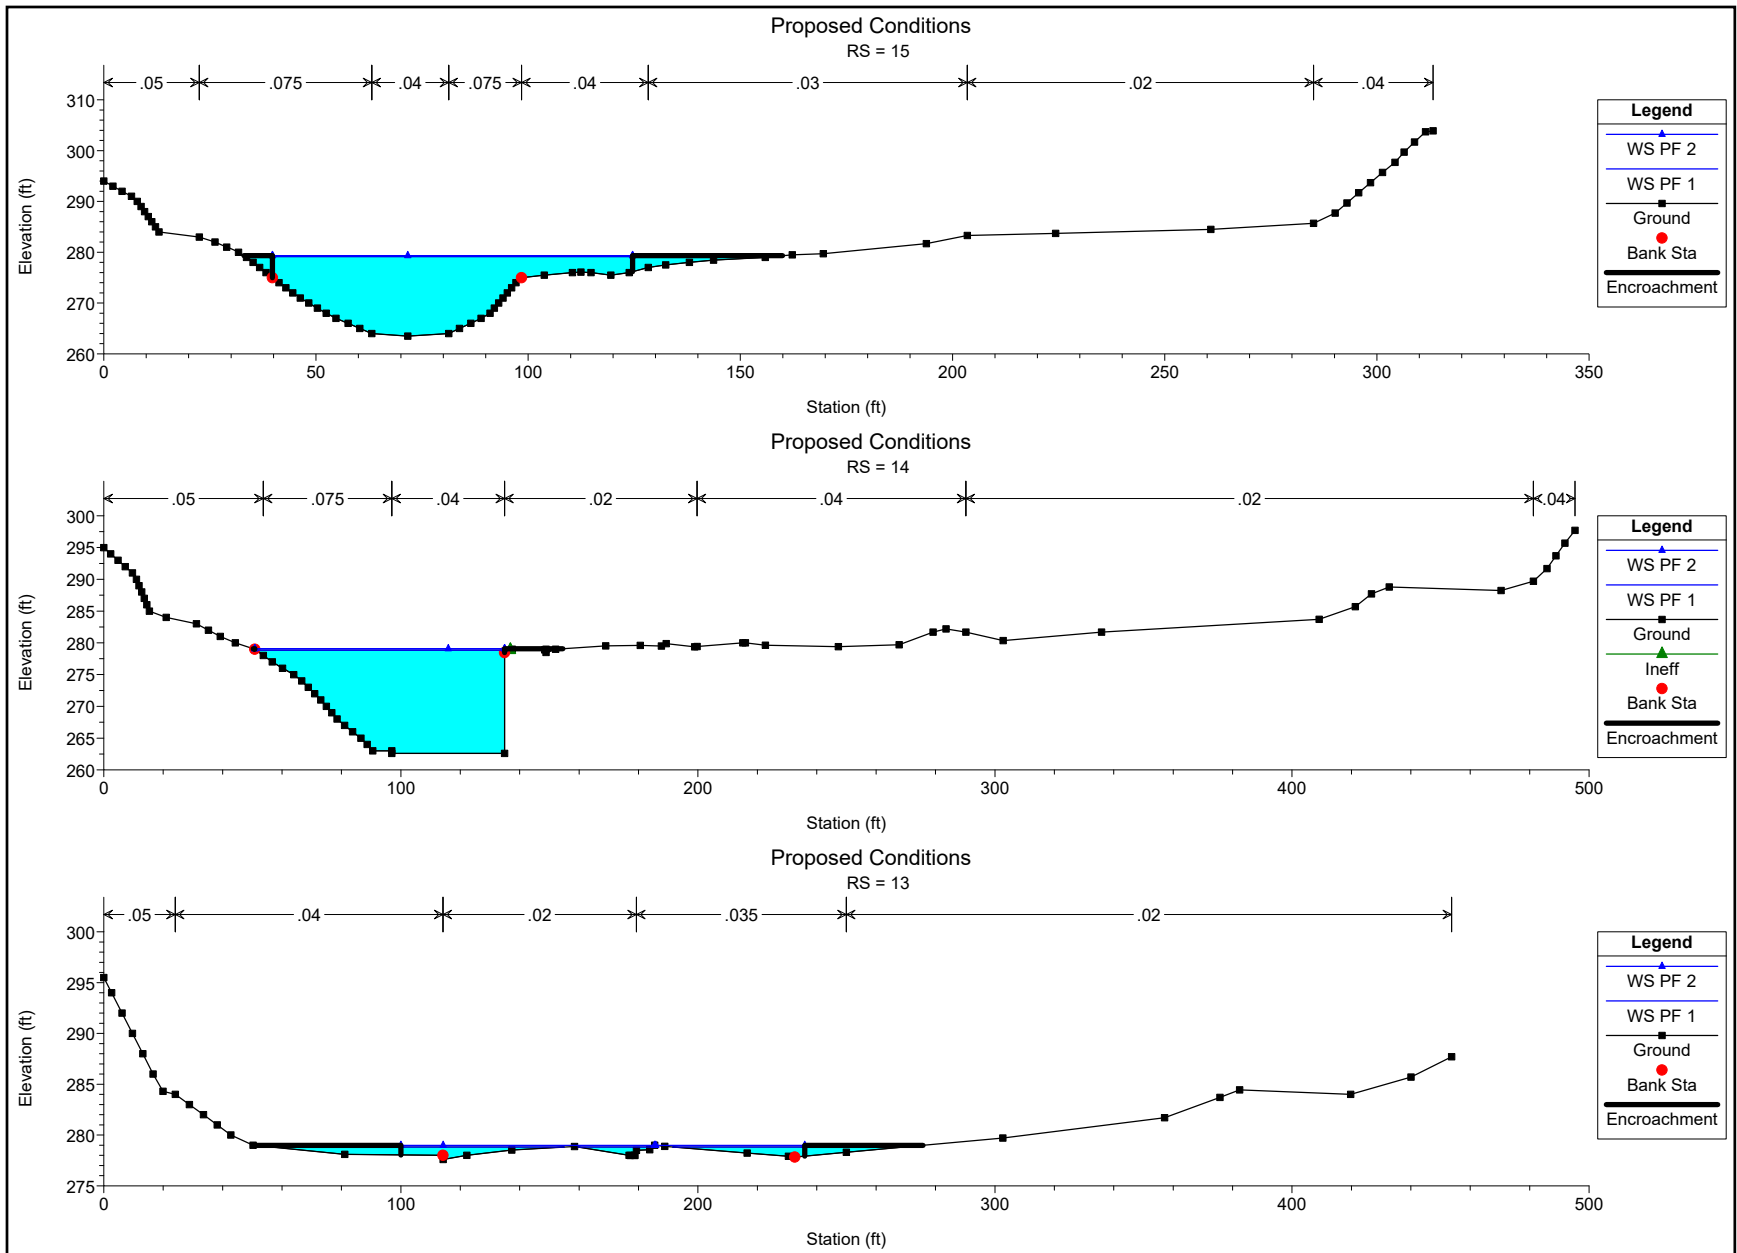 Proposed Conditions
RS = 15
.05 .075 .04 .075 .04 .03 .02 .04
310
300
290
280
270
260
Elevation (ft)
0 50 100 150 200 250 300 350
Station (ft)
Legend
WS PF 2
WS PF 1
Ground
Bank Sta
Encroachment
Proposed Conditions
RS = 14
.05 .075 .04 .02 .04 .02 .04
300
295
290
285
280
275
270
265
260
Elevation (ft)
0 100 200 300 400 500
Station (ft)
Legend
WS PF 2
WS PF 1
Ground
Ineff
Bank Sta
Encroachment
Proposed Conditions
RS = 13
.05 .04 .02 .035 .02
300
295
290
285
280
275
Elevation (ft)
0 100 200 300 400 500
Station (ft)
Legend
WS PF 2
WS PF 1
Ground
Bank Sta
Encroachment